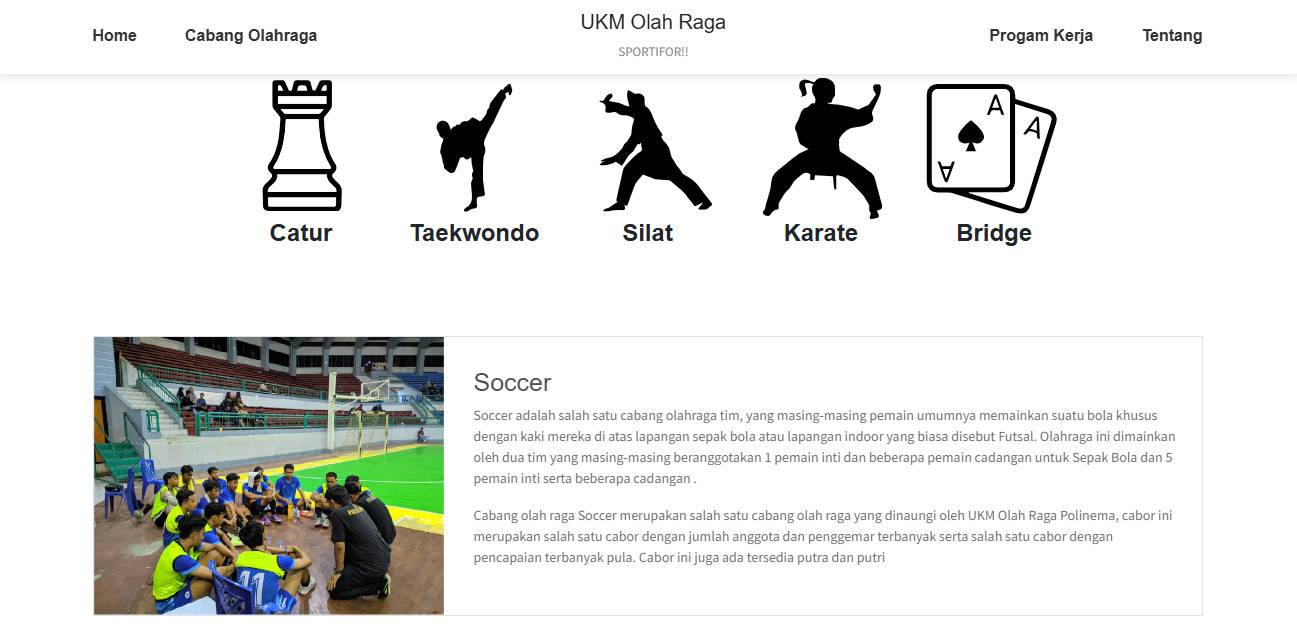 Home
Cabang Olahraga
UKM Olah Raga
SPORTIFOR!!
Progam Kerja
Tentang
A
A
A
Catur
Taekwondo
Silat
Karate
Bridge
Soccer
Soccer adalah salah satu cabang olahraga tim, yang masing-masing pemain umumnya memainkan suatu bola khusus
dengan kaki mereka di atas lapangan sepak bola atau lapangan indoor yang biasa disebut Futsal. Olahraga ini dimainkan
oleh dua tim yang masing-masing beranggotakan 1 pemain inti dan beberapa pemain cadangan untuk Sepak Bola dan 5
pemain inti serta beberapa cadangan .
Cabang olah raga Soccer merupakan salah satu cabang olah raga yang dinaungi oleh UKM Olah Raga Polinema, cabor ini
merupakan salah satu cabor dengan jumlah anggota dan penggemar terbanyak serta salah satu cabor dengan
pencapaian terbanyak pula. Cabor ini juga ada tersedia putra dan putri
11